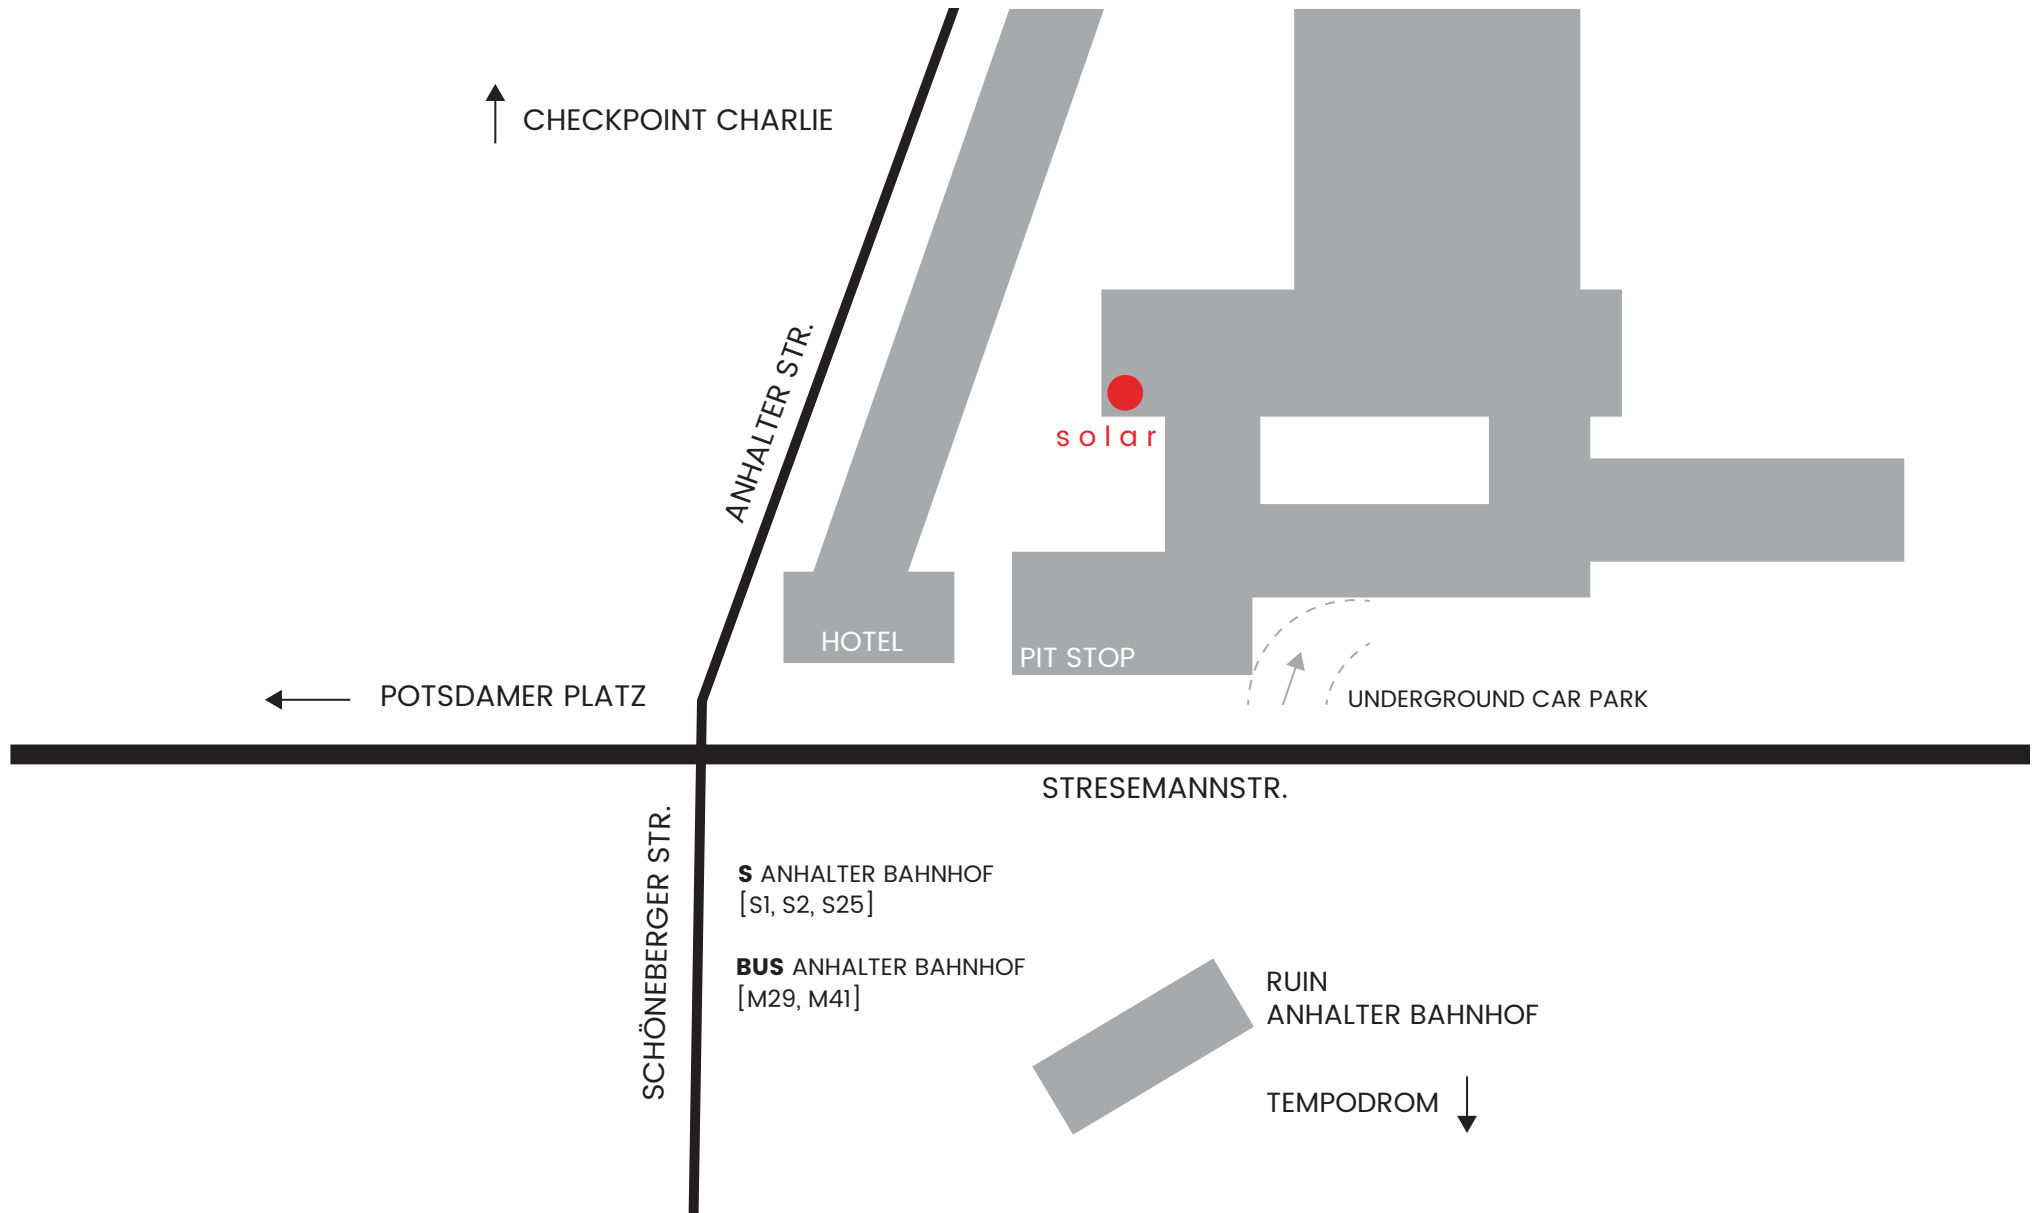 CHECKPOINT CHARLIE
ANHALTER STR.
solar
HOTEL
PIT STOP
POTSDAMER PLATZ
UNDERGROUND CAR PARK
STRESEMANNSTR.
SCHÖNEBERGER STR.
S ANHALTER BAHNHOF
[S1, S2, S25]
BUS ANHALTER BAHNHOF
[M29, M41]
RUIN
ANHALTER BAHNHOF
TEMPODROM